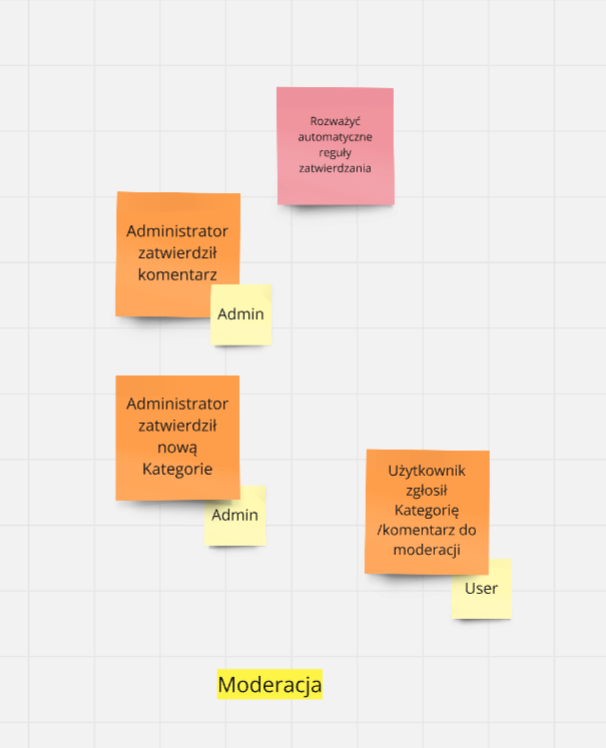 Rozważyć
automatyczne
reguły
zatwierdzania
Administrator
zatwierdził
komentarz
Admin
Administrator
zatwierdził
nową
Kategorie
Admin
Użytkownik
zgłosił
Kategorię
/komentarz do
moderacji
User
Moderacja